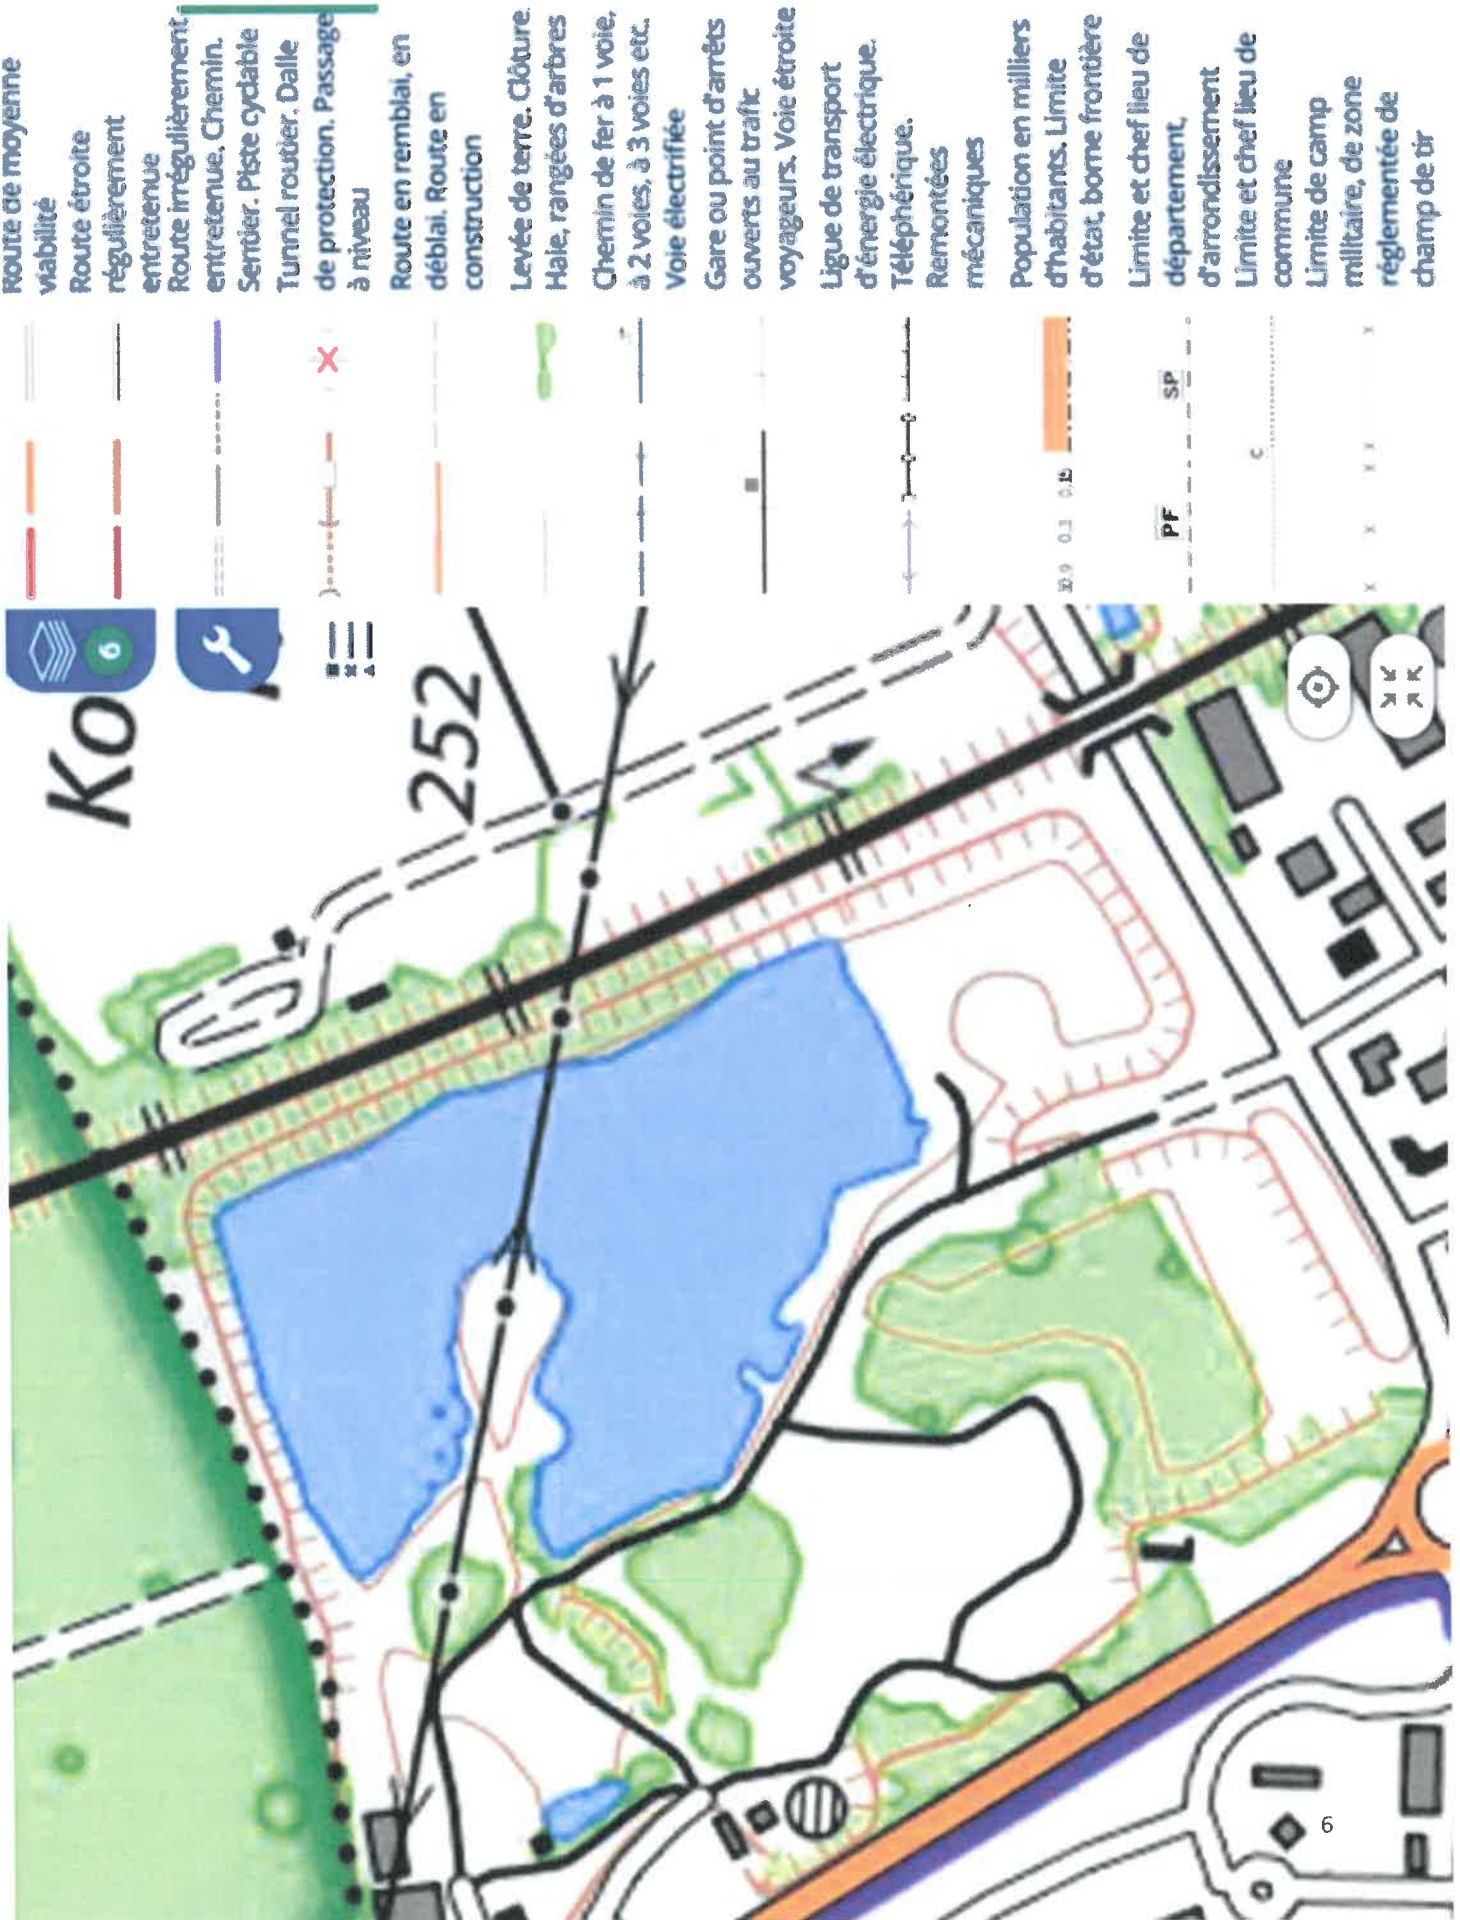 Route de moyenne
viabilité
Route étroite
régulièrement
entretenue
Route irrégulièrement
entretenue. Chemin.
Sentier. Piste cyclable
Tunnel routier. Dalle
de protection. Passage
à niveau
Route en remblai, en
déblai. Route en
construction
Levée de terre. Clôture.
Haie, rangées d'arbres
Chemin de fer à 1 voie,
à 2 voies, à 3 voies etc.
Voie électrifiée
Gare ou point d'arrêts
ouverts au trafic
voyageurs. Voie étroite
Ligue de transport
d'énergie électrique.
Téléphérique.
Remontées
mécaniques
Population en milliers
d'habitants. Limite
d'état, borne frontière
Limite et chef lieu de
département,
d'arrondissement
Limite et chef lieu de
commune
Limite de camp
militaire, de zone
réglementée de
champ de tir
PF
SP
C
6
Ko
252
L
6